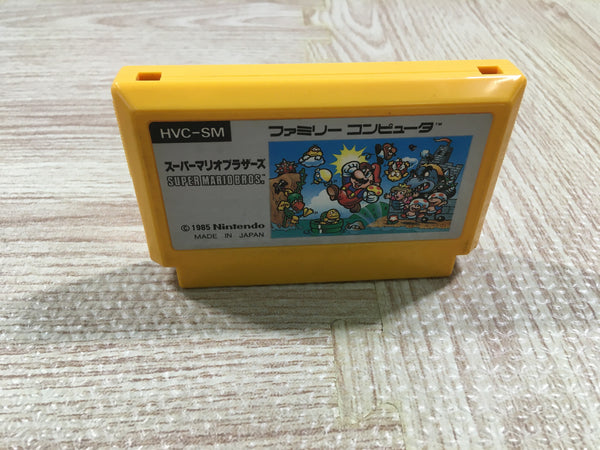 HVC-SM
ファミリー コンピュータ™
スーパーマリオブラザーズ
SUPER MARIO BROS.
© 1985 Nintendo
MADE IN JAPAN